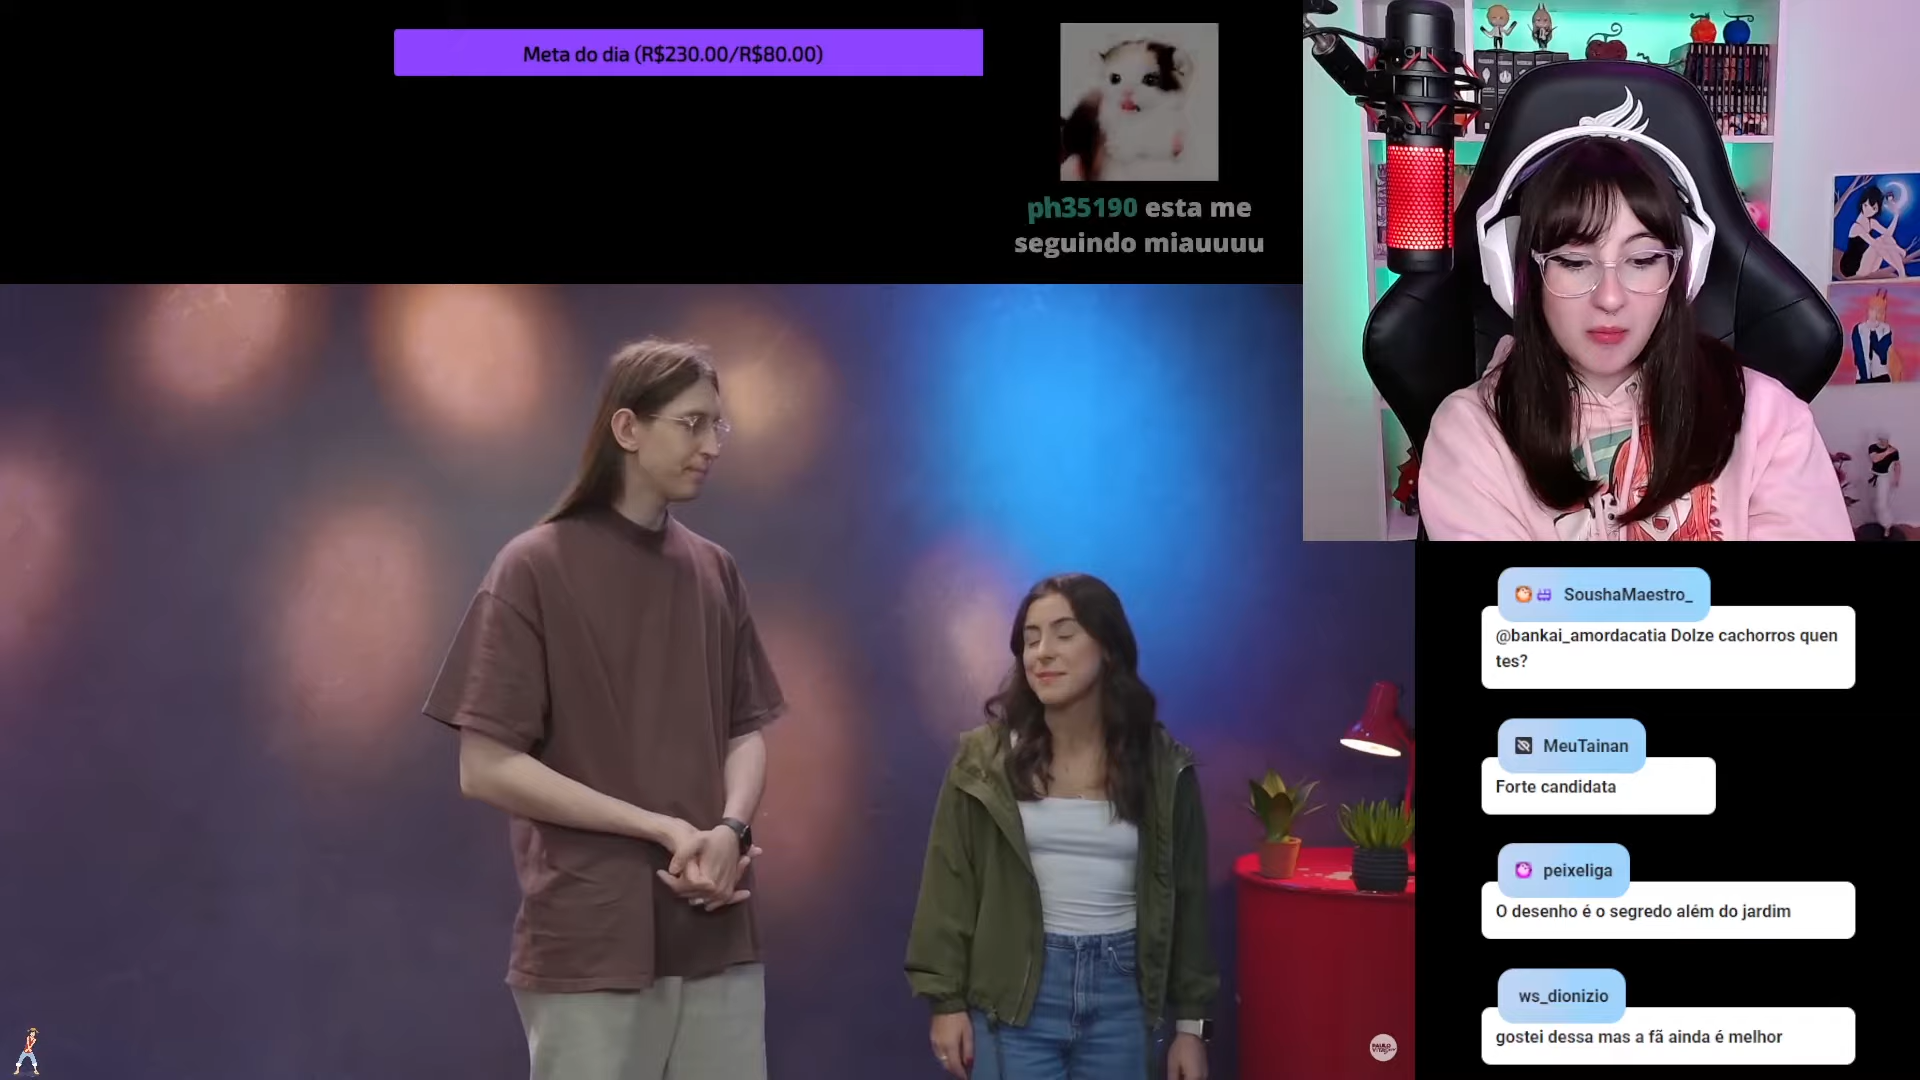 Meta do dia (R$230.00/R$80.00)
ph35190 esta me
seguindo miauuuu
SoushaMaestro_
@bankai_amordacatia Dolze cachorros quen
tes?
MeuTainan
Forte candidata
peixeliga
O desenho é o segredo além do jardim
ws_dionizio
gostei dessa mas a fã ainda é melhor